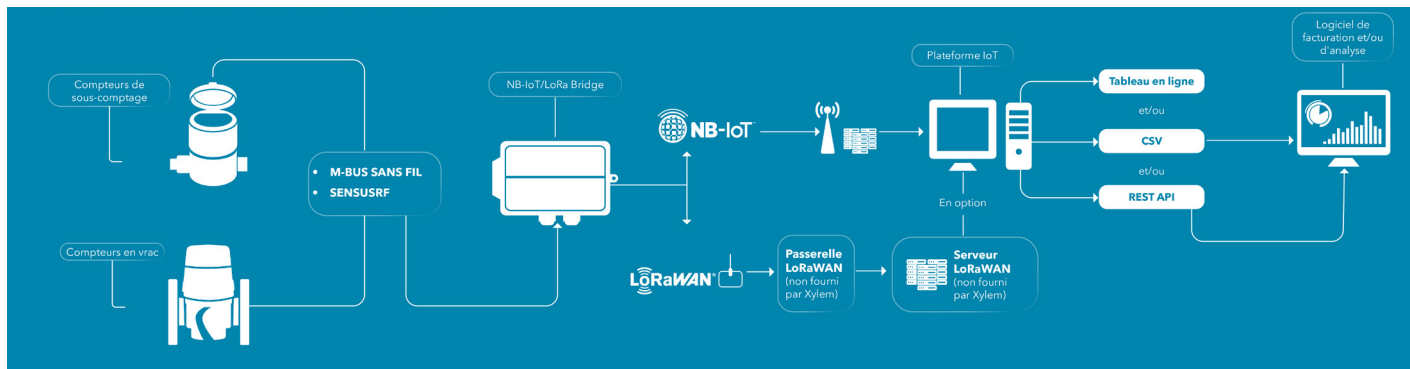 Compteurs de
sous-comptage
Compteurs en vrac
• M-BUS SANS FIL
• SENSUSRF
NB-IoT/LoRa Bridge
NB-IoT™
LoRaWAN®
Passerelle
LoRaWAN
(non fourni
par Xylem)
Serveur
LoRaWAN
(non fourni
par Xylem)
En option
Plateforme IoT
Tableau en ligne
et/ou
CSV
et/ou
REST API
Logiciel de
facturation et/ou
d'analyse